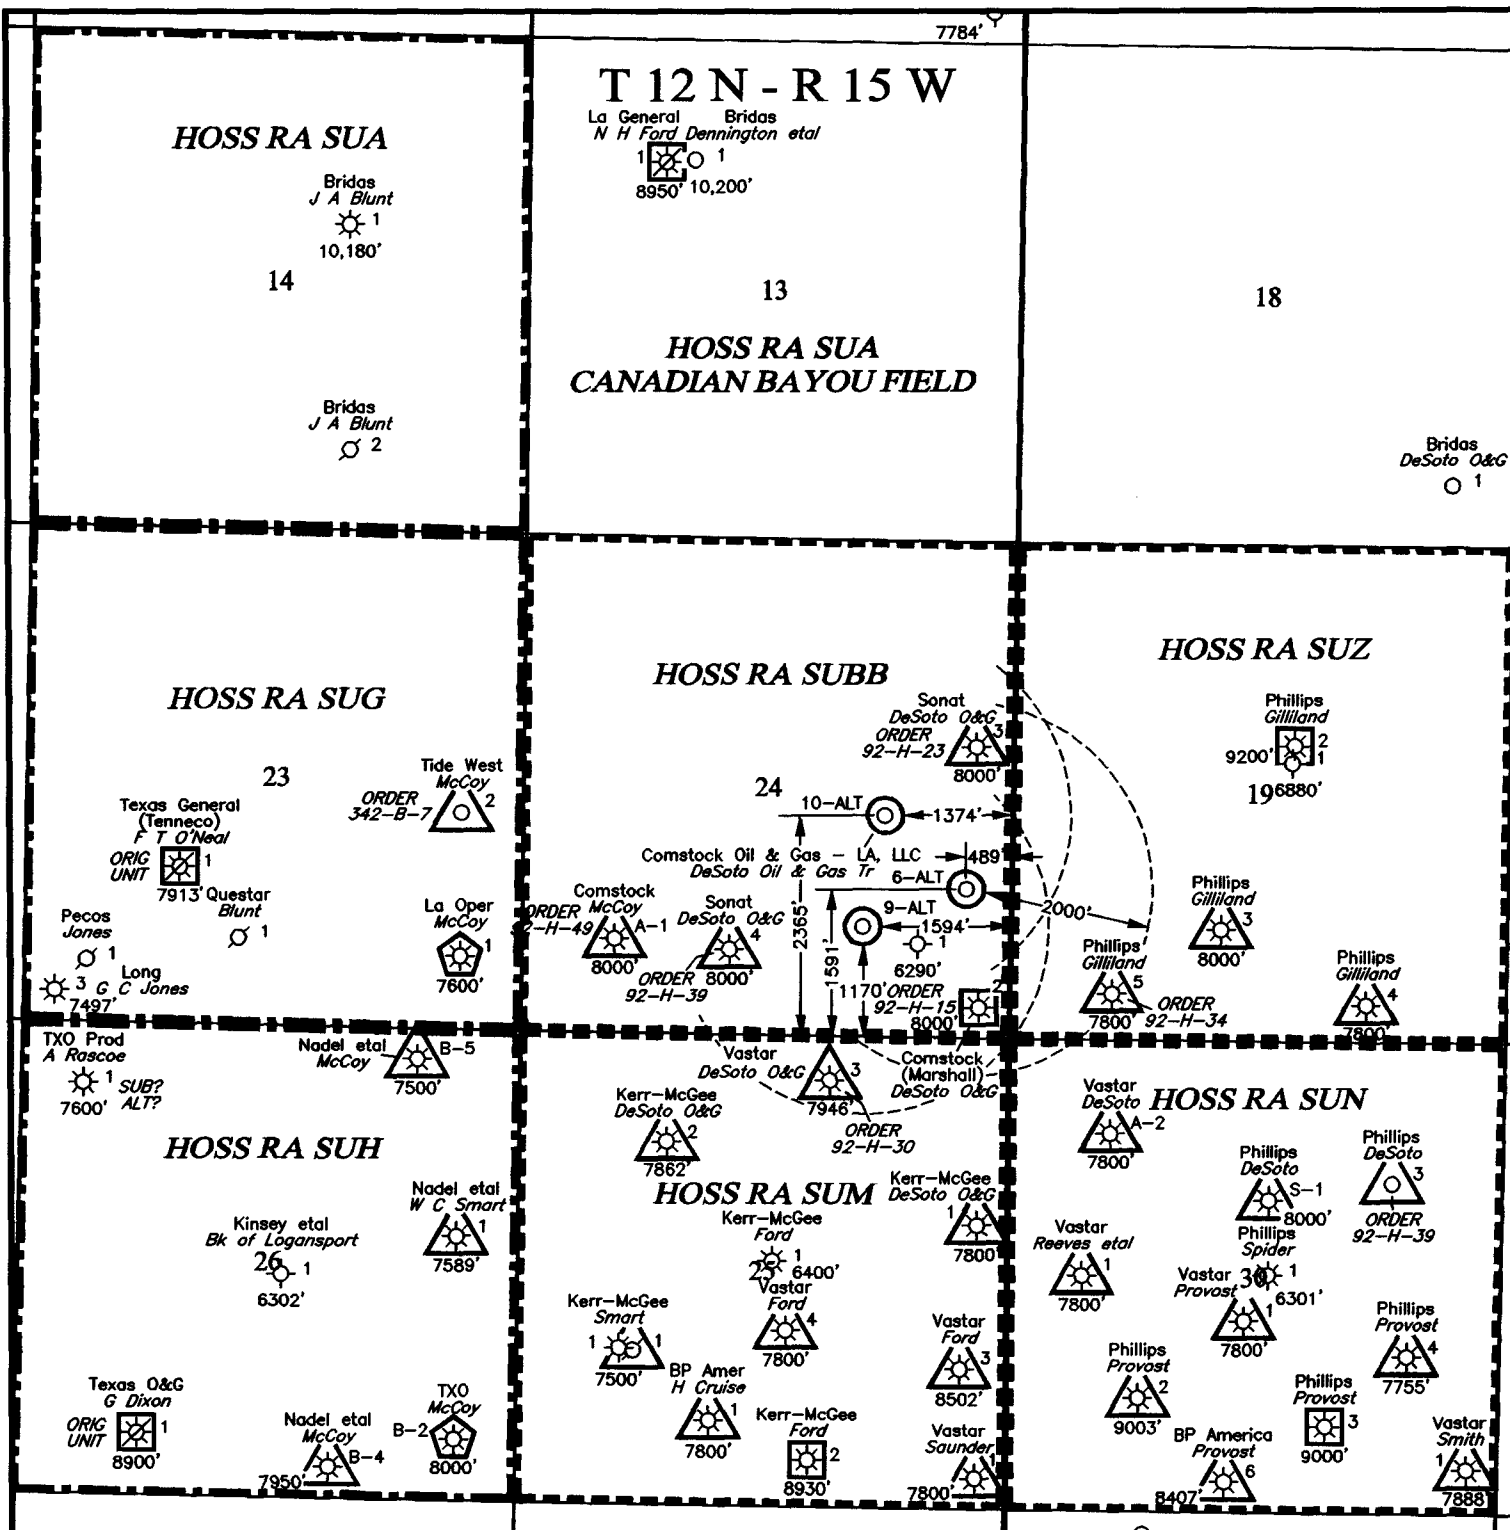 7784'
T 12 N - R 15 W
HOSS RA SUA
Bridas
J A Blunt
1
10,180'
14
Bridas
J A Blunt
2
La General Bridas
N H Ford Dennington etal
1 1
8950' 10,200'
13
HOSS RA SUA
CANADIAN BAYOU FIELD
18
Bridas
DeSoto O&G
1
HOSS RA SUG
23
Tide West
McCoy
ORDER
342-B-7
2
Texas General
(Tenneco)
F T O'Neal
ORIG
UNIT
1
7913'
Questar
Blunt
1
Pecos
Jones
1
Long
3 G C Jones
7497'
La Oper
McCoy
1
7600'
HOSS RA SUBB
24
Sonat
DeSoto O&G
ORDER
92-H-23
3
8000'
10-ALT
1374'
Comstock Oil & Gas - LA, LLC
DeSoto Oil & Gas Tr
489'
6-ALT
2000'
9-ALT
1594'
2365'
1591'
1170'
Comstock
McCoy
ORDER
92-H-49
A-1
8000'
Sonat
DeSoto O&G
4
8000'
ORDER
92-H-39
1
6290'
ORDER
92-H-15
2
8000'
Comstock
(Marshall)
DeSoto O&G
HOSS RA SUZ
Phillips
Gilliland
2
9200'
1
19
6880'
Phillips
Gilliland
3
8000'
Phillips
Gilliland
5
7800'
ORDER
92-H-34
Phillips
Gilliland
4
7800'
TXO Prod
A Rascoe
1
7600'
SUB?
ALT?
Nadel etal
McCoy
B-5
7500'
HOSS RA SUH
Nadel etal
W C Smart
1
7589'
Kinsey etal
Bk of Logansport
26
1
6302'
Texas O&G
G Dixon
ORIG
UNIT
1
8900'
Nadel etal
McCoy
B-4
7950'
TXO
McCoy
B-2
8000'
Vastar
DeSoto O&G
3
7946'
ORDER
92-H-30
Kerr-McGee
DeSoto O&G
2
7862'
HOSS RA SUM
Kerr-McGee
DeSoto O&G
1
7800'
Kerr-McGee
Ford
1
25
6400'
Vastar
Ford
4
7800'
Kerr-McGee
Smart
1 1
7500'
BP Amer
H Cruise
1
7800'
Kerr-McGee
Ford
2
8930'
Vastar
Ford
3
8502'
Vastar
Saunder
1
7800'
HOSS RA SUN
Vastar
DeSoto
A-2
7800'
Phillips
DeSoto
S-1
8000'
Phillips
DeSoto
3
ORDER
92-H-39
Vastar
Reeves etal
1
7800'
Phillips
Spider
30
1
6301'
Vastar
Provost
1
7800'
Phillips
Provost
4
7755'
Phillips
Provost
2
9003'
Phillips
Provost
3
9000'
BP America
Provost
6
8407'
Vastar
Smith
1
7888'